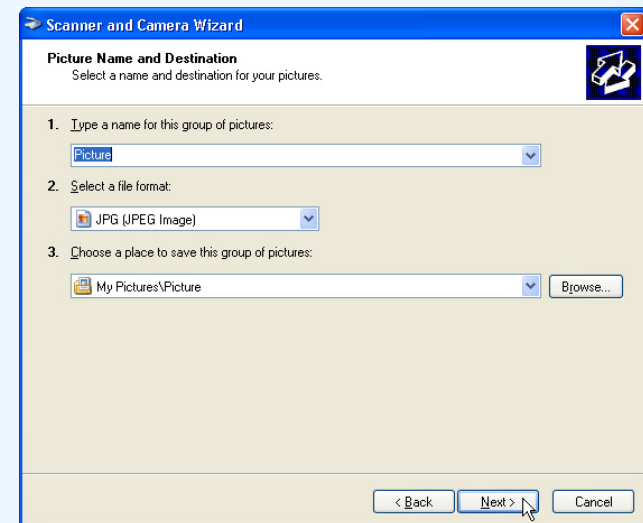 Scanner and Camera Wizard
Picture Name and Destination
Select a name and destination for your pictures.
1. Type a name for this group of pictures:
Picture
2. Select a file format:
JPG (JPEG Image)
3. Choose a place to save this group of pictures:
My Pictures\Picture
Browse...
< Back
Next >
Cancel